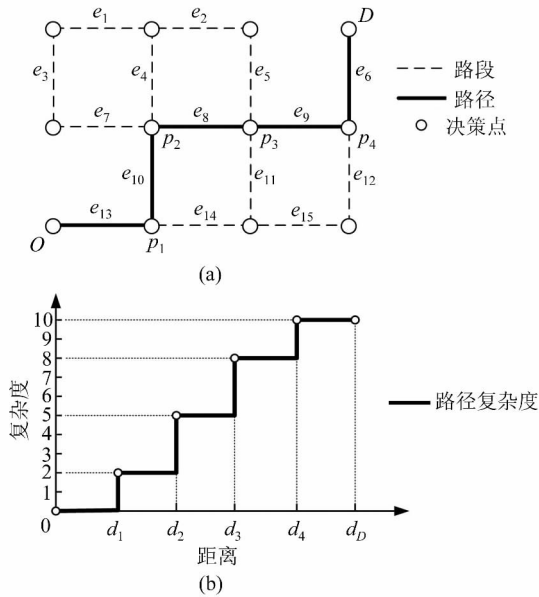 e1 e2 D
e3 e4 e5 e6 路段
路径
e7 e8 e9 决策点
p2 p3 p4
e10 e11 e12
e13 e14 e15
O p1
(a)
10
9
8
7
6
5
4
3
2
1
0
复杂度
路径复杂度
d1 d2 d3 d4 dD
距离
(b)